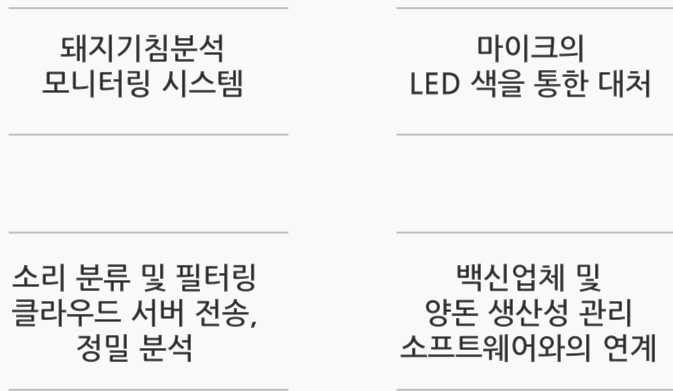 돼지기침분석
모니터링 시스템
마이크의
LED 색을 통한 대처
소리 분류 및 필터링
클라우드 서버 전송,
정밀 분석
백신업체 및
양돈 생산성 관리
소프트웨어와의 연계